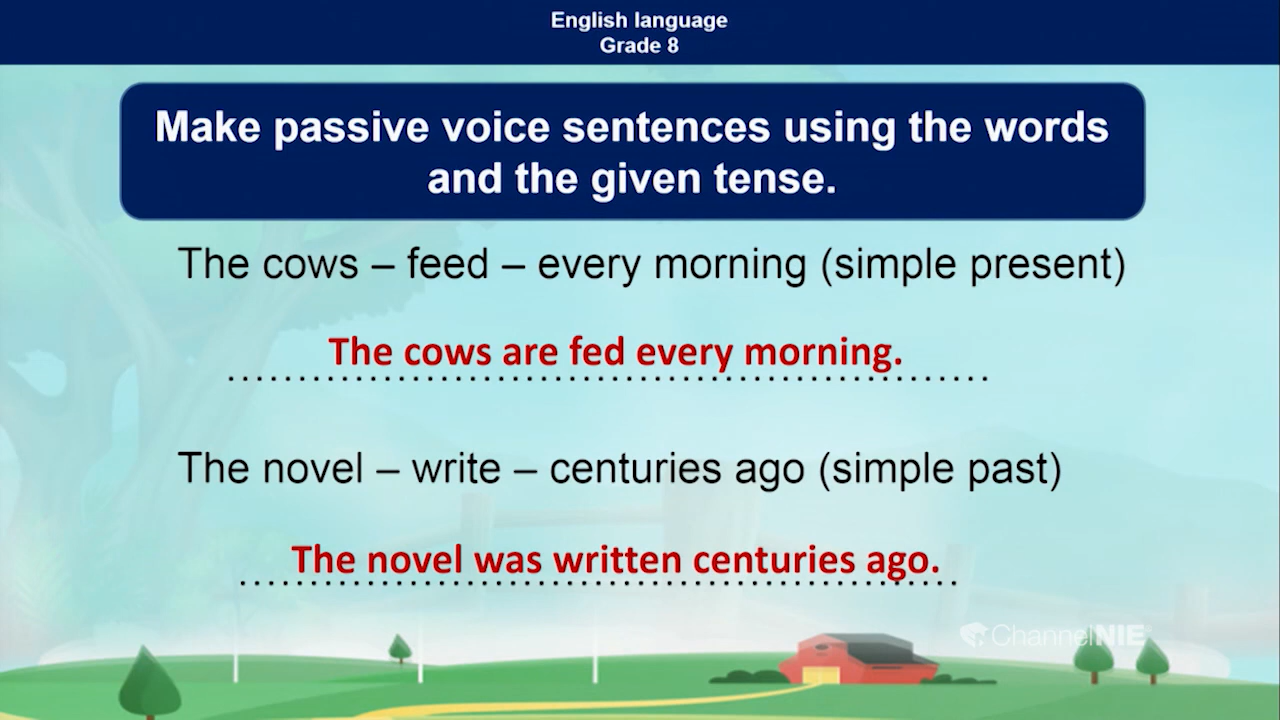 English language
Grade 8
Make passive voice sentences using the words
and the given tense.
The cows – feed – every morning (simple present)
The cows are fed every morning.
The novel – write – centuries ago (simple past)
The novel was written centuries ago.
ChannelNIE